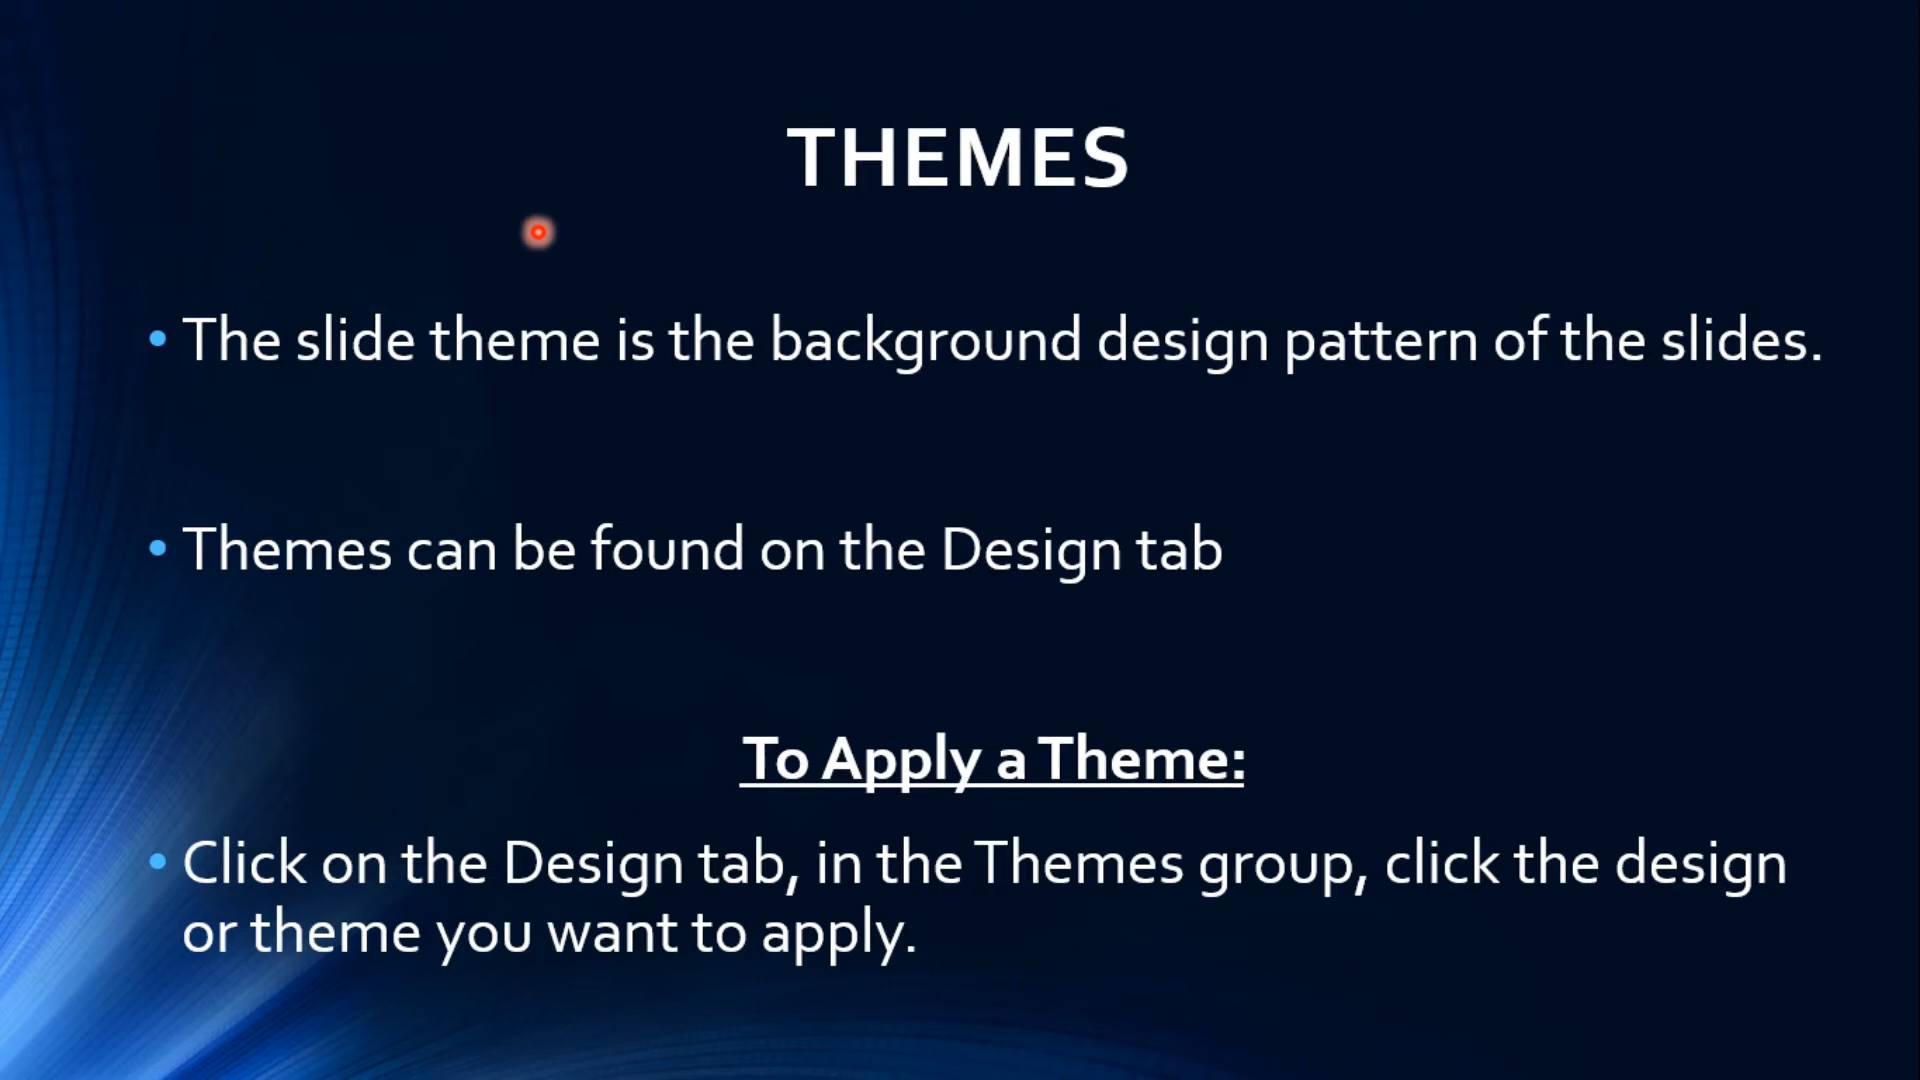 THEMES
• The slide theme is the background design pattern of the slides.
• Themes can be found on the Design tab
To Apply a Theme:
• Click on the Design tab, in the Themes group, click the design
or theme you want to apply.